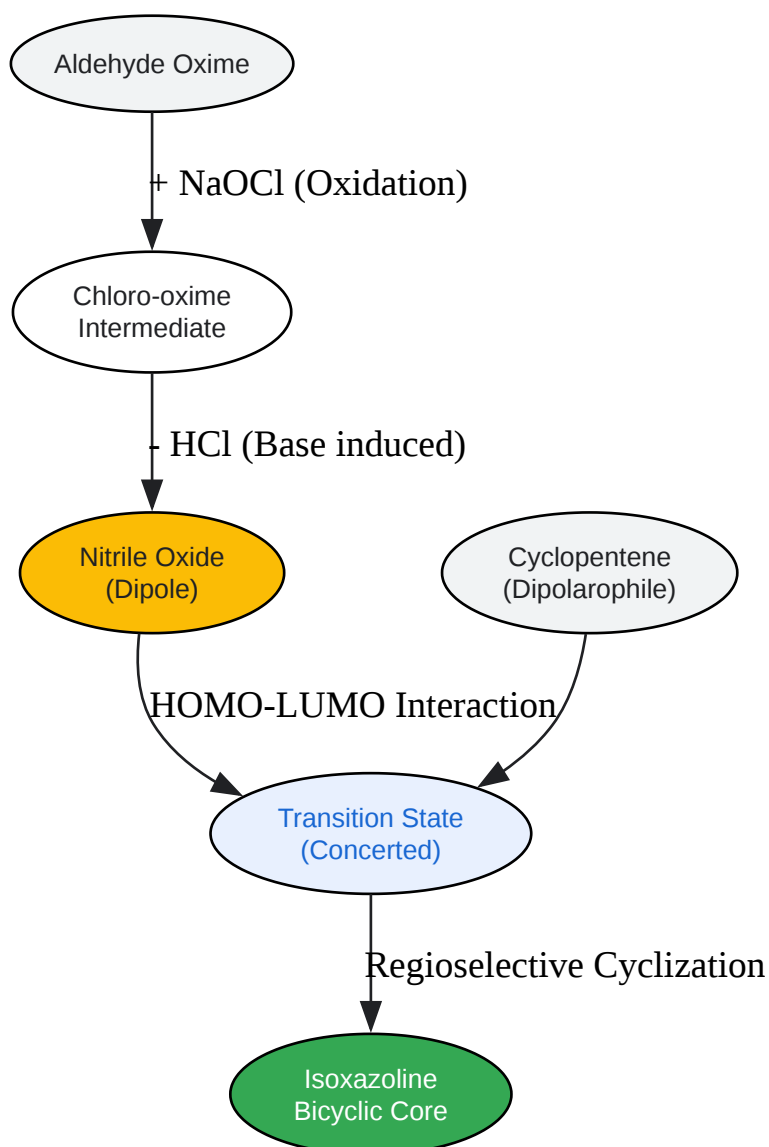 Aldehyde Oxime
+ NaOCl (Oxidation)
Chloro-oxime
Intermediate
- HCl (Base induced)
Nitrile Oxide
(Dipole)
Cyclopentene
(Dipolarophile)
HOMO-LUMO Interaction
Transition State
(Concerted)
Regioselective Cyclization
Isoxazoline
Bicyclic Core